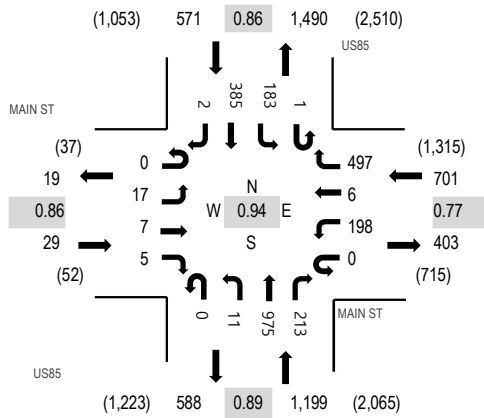 (1,053) 571 0.86 1,490 (2,510)
US85
MAIN ST
2 385 183 1
(37) 0 497 (1,315)
19 17 N 6 701
0.86 W 0.94 E 0.77
29 7 S 198 403
(52) 5 0 (715)
0 11 975 213
MAIN ST
US85
(1,223) 588 0.89 1,199 (2,065)